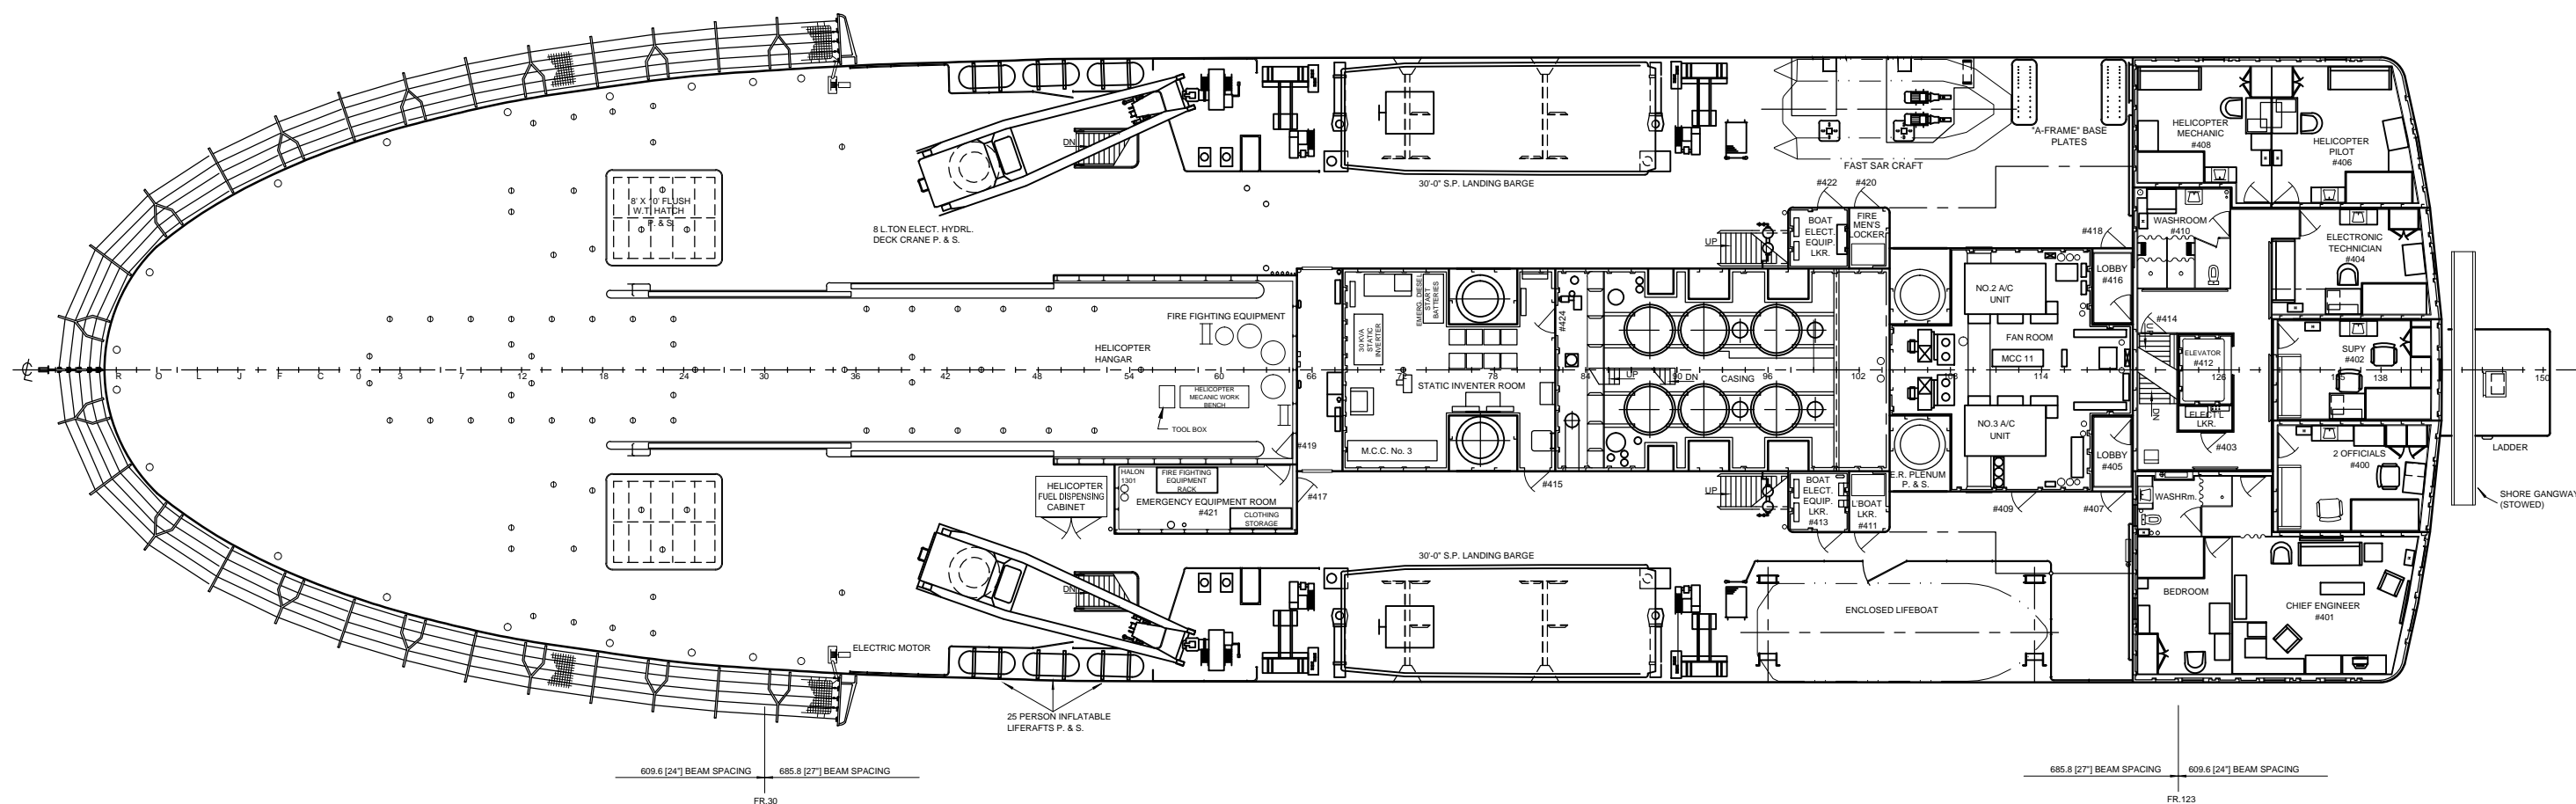 HELICOPTER
MECHANIC
#408
HELICOPTER
PILOT
#406
"A-FRAME" BASE
PLATES
FAST SAR CRAFT
DN
30'-0" S.P. LANDING BARGE
#422
#420
8' X 10' FLUSH
W.T. HATCH
P. & S.
8 L.TON ELECT. HYDRL.
DECK CRANE P. & S.
UP
BOAT
ELECT.
EQUIP.
LKR.
FIRE
MEN'S
LOCKER
#418
WASHROOM
#410
ELECTRONIC
TECHNICIAN
#404
LOBBY
#416
NO.2 A/C
UNIT
EMERG. DIESEL
START
BATTERIES
30 KVA
STATIC
INVERTER
#424
FIRE FIGHTING EQUIPMENT
HELICOPTER
HANGAR
FAN ROOM
MCC 11
#414
UP
ELEVATOR
#412
SUPY
#402
R O L J F C 0 3 7 12 18 24 30 36 42 48 54 60 66 72 78 84 90 96 102 108 114 126 135 138 150
STATIC INVENTER ROOM
UP
DN
CASING
HELICOPTER
MECANIC WORK
BENCH
TOOL BOX
DN
ELECT'L
LKR.
#403
NO.3 A/C
UNIT
M.C.C. No. 3
#419
LOBBY
#405
2 OFFICIALS
#400
LADDER
HALON
1301
FIRE FIGHTING
EQUIPMENT
RACK
HELICOPTER
FUEL DISPENSING
CABINET
EMERGENCY EQUIPMENT ROOM
#421
CLOTHING
STORAGE
#417
#415
UP
BOAT
ELECT.
EQUIP.
LKR.
#413
L'BOAT
LKR.
#411
E.R. PLENUM
P. & S.
#409
#407
WASHRm.
SHORE GANGWAY
(STOWED)
30'-0" S.P. LANDING BARGE
DN
ENCLOSED LIFEBOAT
BEDROOM
CHIEF ENGINEER
#401
ELECTRIC MOTOR
25 PERSON INFLATABLE
LIFERAFTS P. & S.
609.6 [24"] BEAM SPACING
685.8 [27"] BEAM SPACING
FR.30
685.8 [27"] BEAM SPACING
609.6 [24"] BEAM SPACING
FR.123